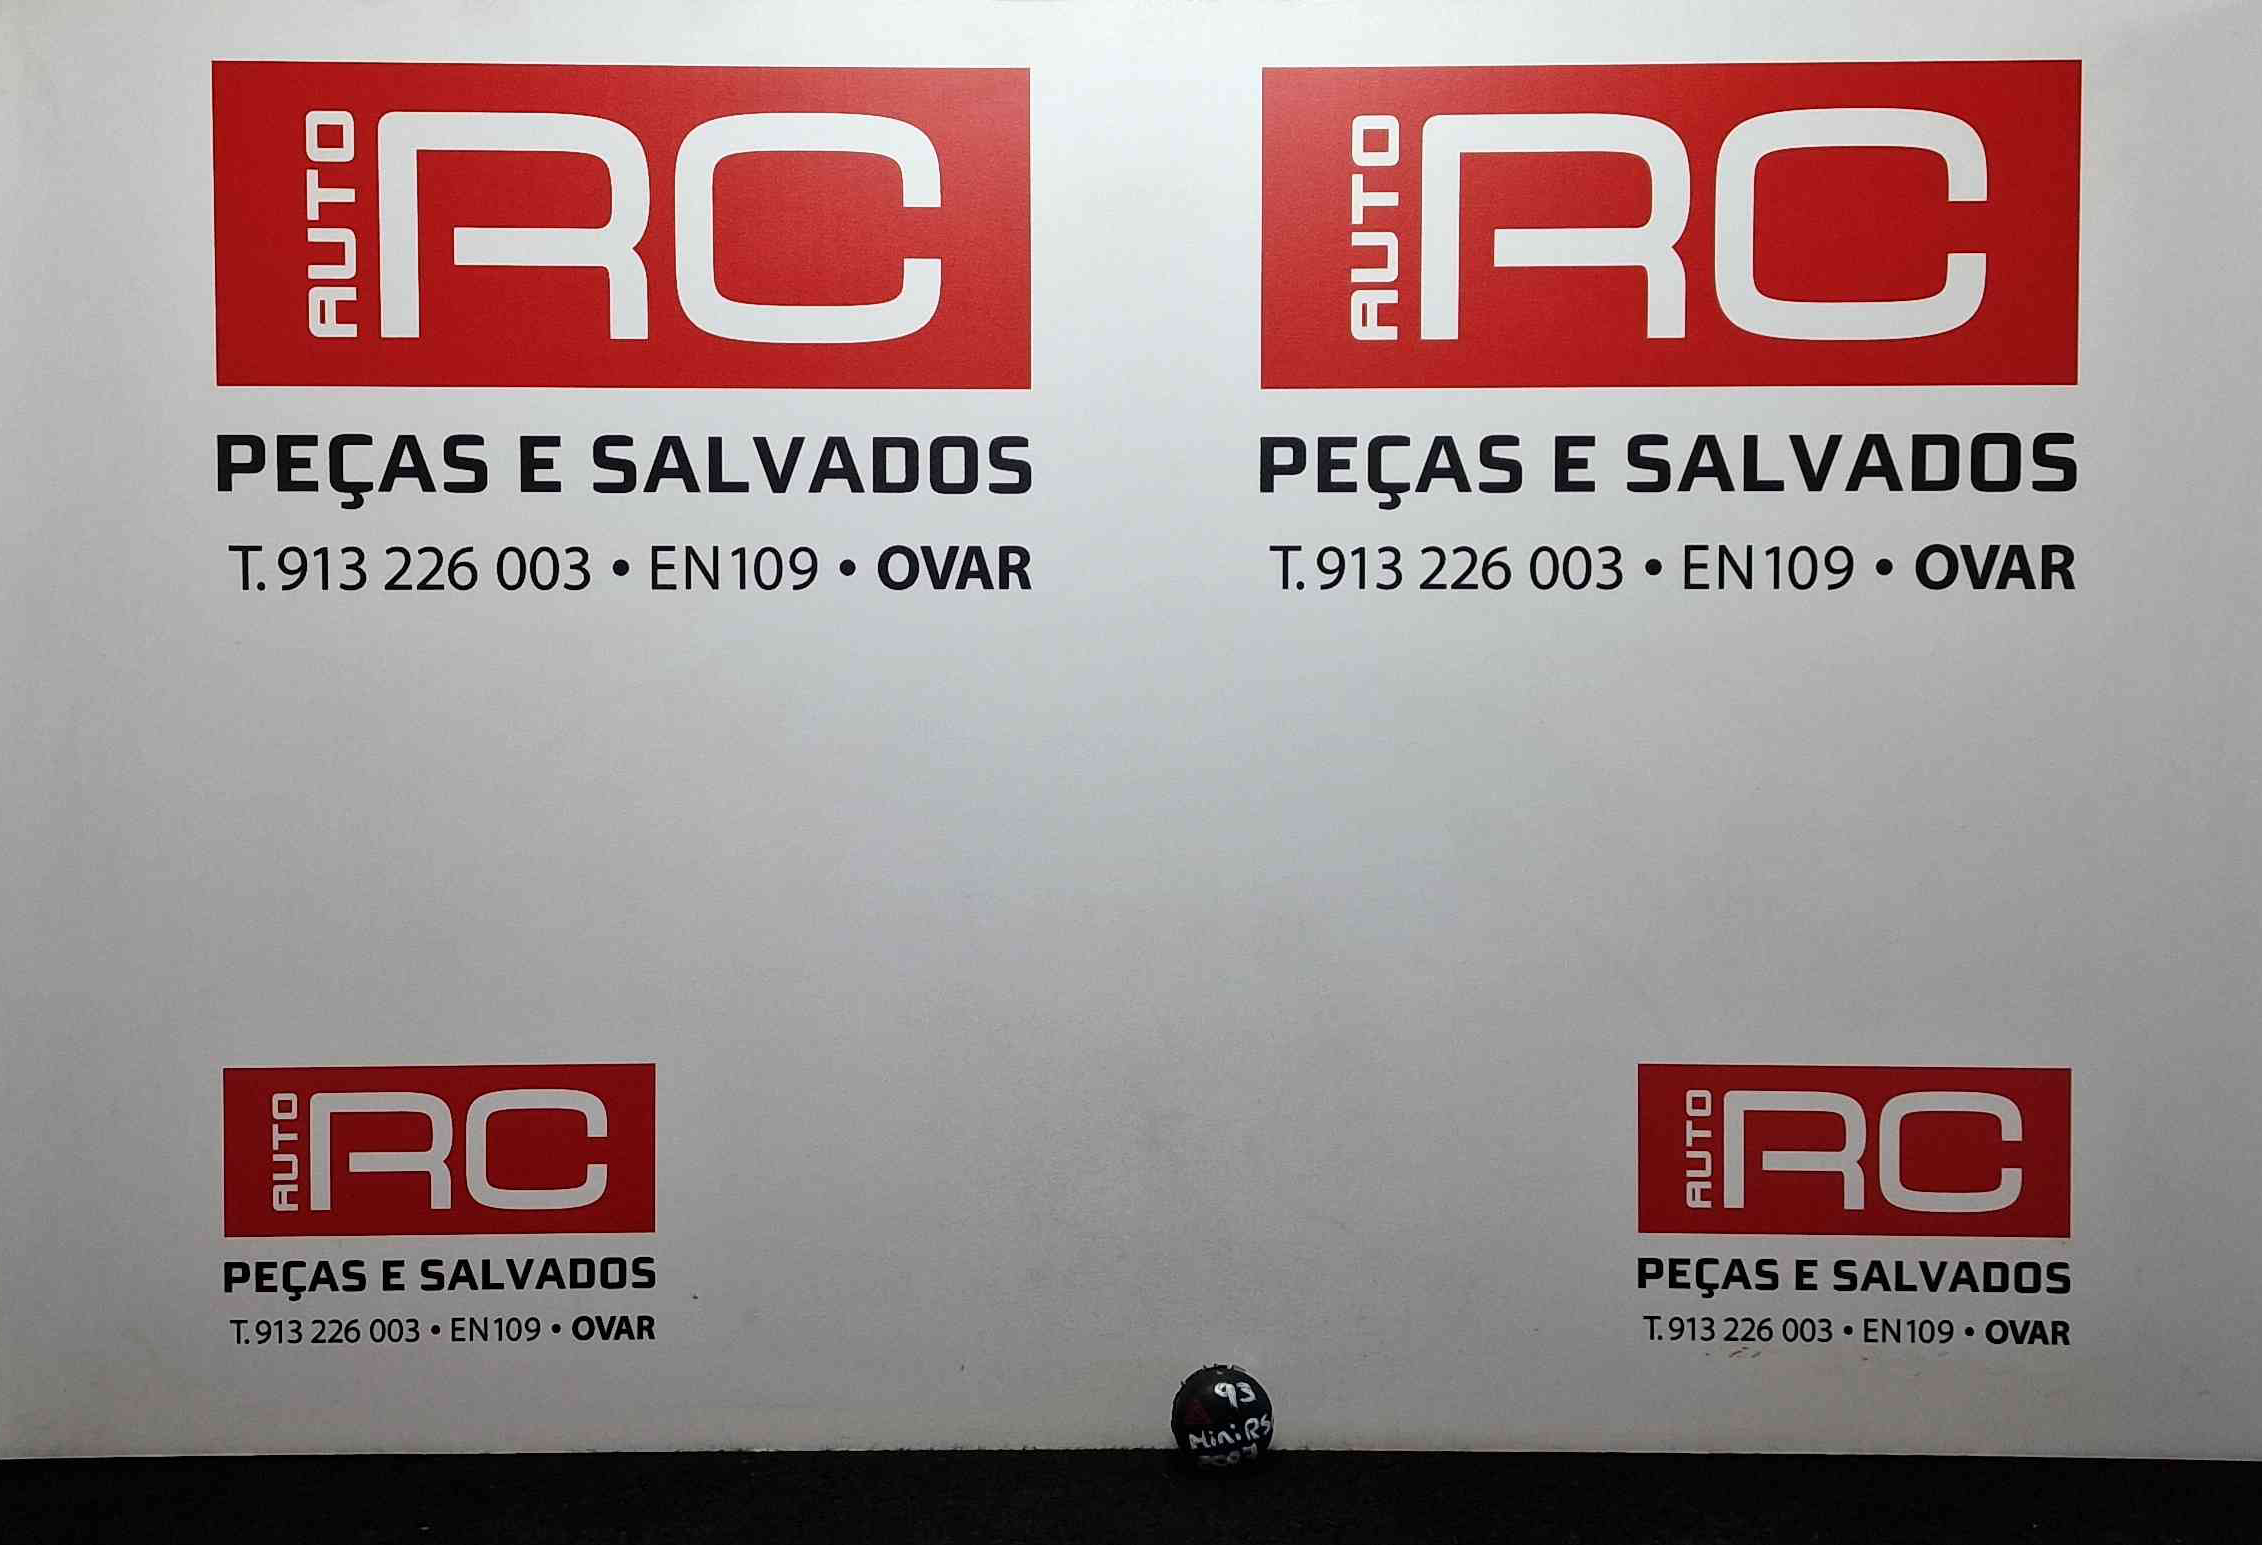 AUTO RC
PEÇAS E SALVADOS
T. 913 226 003 • EN109 • OVAR
AUTO RC
PEÇAS E SALVADOS
T. 913 226 003 • EN109 • OVAR
AUTO RC
PEÇAS E SALVADOS
T. 913 226 003 • EN109 • OVAR
AUTO RC
PEÇAS E SALVADOS
T. 913 226 003 • EN109 • OVAR
93
Mini RS